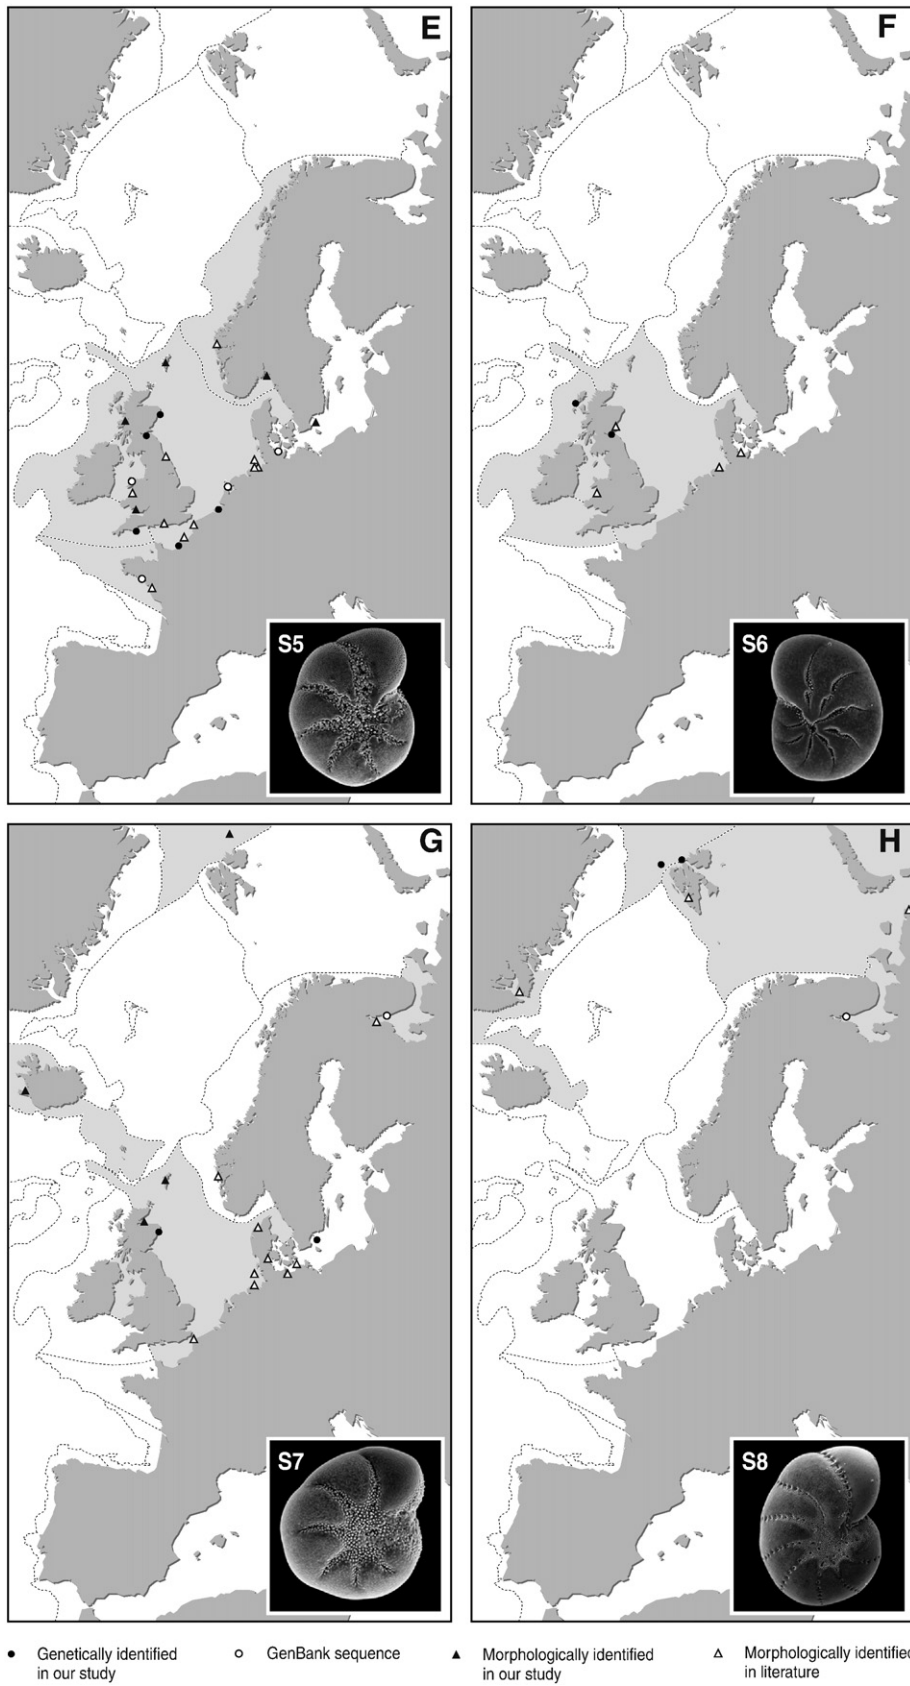 E
F
S5
S6
G
H
S7
S8
● Genetically identified
in our study
○ GenBank sequence
▲ Morphologically identified
in our study
△ Morphologically identified
in literature